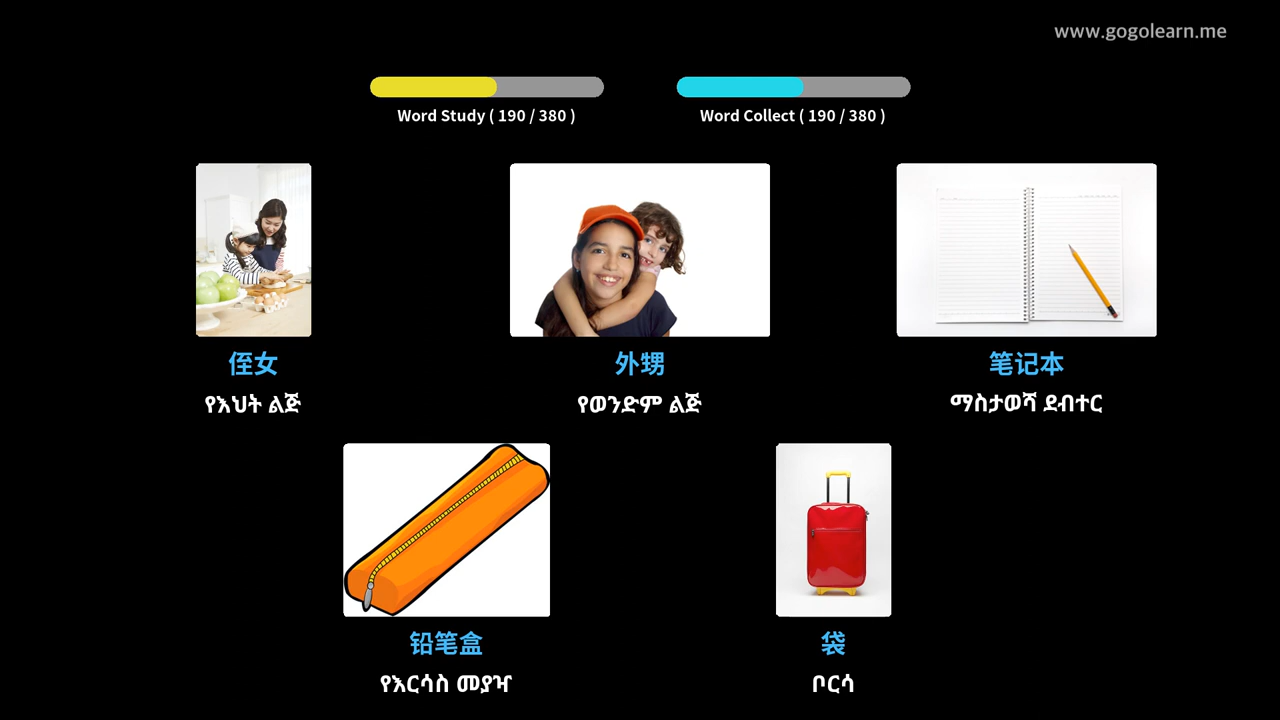 www.gogolearn.me
Word Study ( 190 / 380 )
Word Collect ( 190 / 380 )
侄女
外甥
笔记本
የእህት ልጅ
የወንድም ልጅ
ማስታወሻ ደብተር
铅笔盒
袋
የእርሳስ መያዣ
ቦርሳ